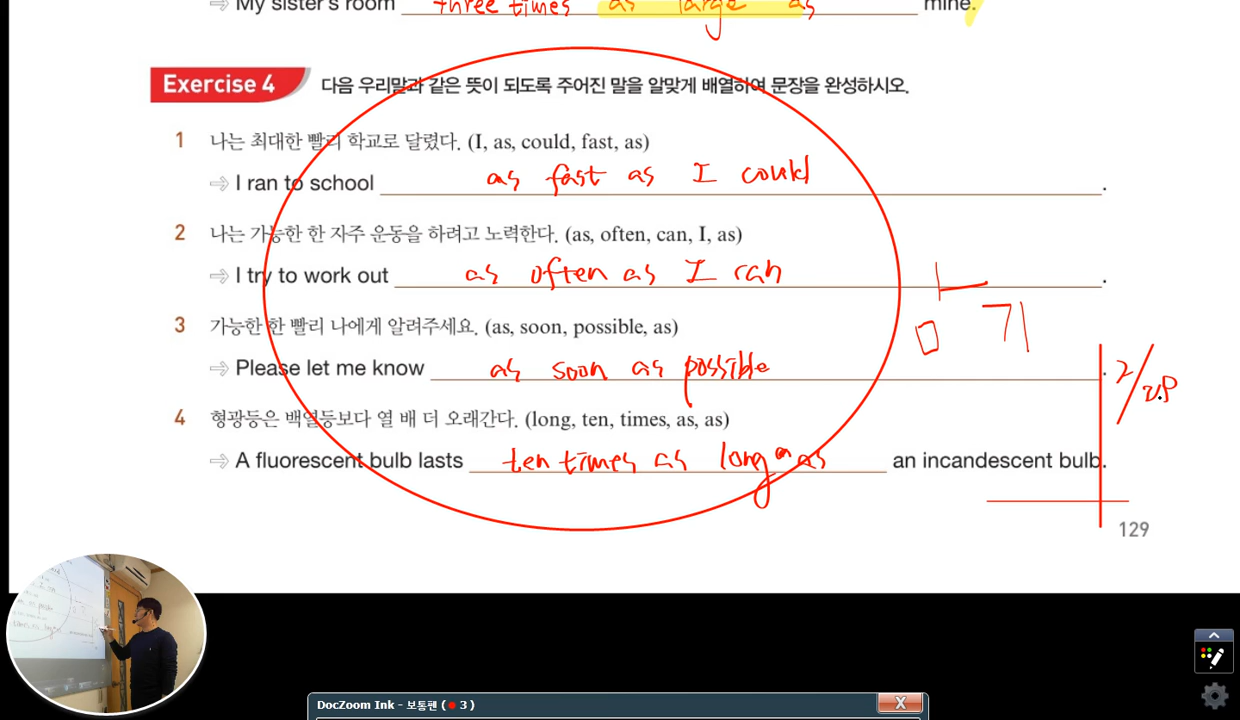 ⇨ My sister's room three times as large as mine.
Exercise 4 다음 우리말과 같은 뜻이 되도록 주어진 말을 알맞게 배열하여 문장을 완성하시오.
1 나는 최대한 빨리 학교로 달렸다. (I, as, could, fast, as)
⇨ I ran to school as fast as I could.
2 나는 가능한 한 자주 운동을 하려고 노력한다. (as, often, can, I, as)
⇨ I try to work out as often as I can.
3 가능한 한 빨리 나에게 알려주세요. (as, soon, possible, as)
⇨ Please let me know as soon as possible.
4 형광등은 백열등보다 열 배 더 오래간다. (long, ten, times, as, as)
⇨ A fluorescent bulb lasts ten times as long as an incandescent bulb.
129
DocZoom Ink - 보통펜 ( 3 )